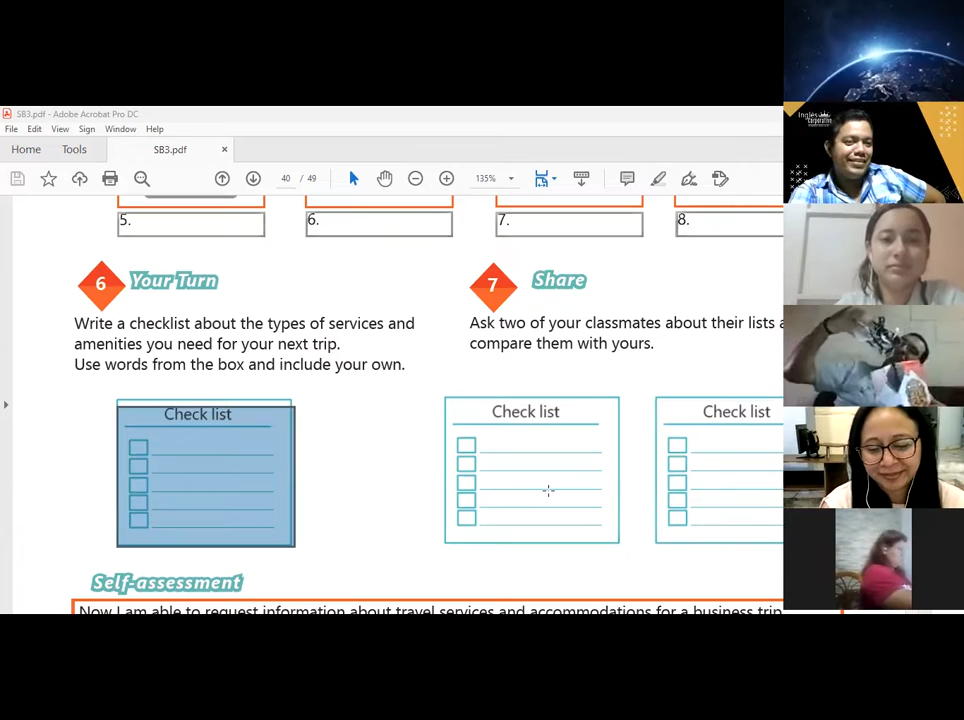 SB3.pdf - Adobe Acrobat Pro DC
File Edit View Sign Window Help
Home Tools SB3.pdf ×
40 / 49 135%
5. 6. 7. 8.
6 Your Turn
Write a checklist about the types of services and
amenities you need for your next trip.
Use words from the box and include your own.
Check list
7 Share
Ask two of your classmates about their lists a
compare them with yours.
Check list
Check list
Self-assessment
Now I am able to request information about travel services and accommodations for a business trip
Inglés
corporativo